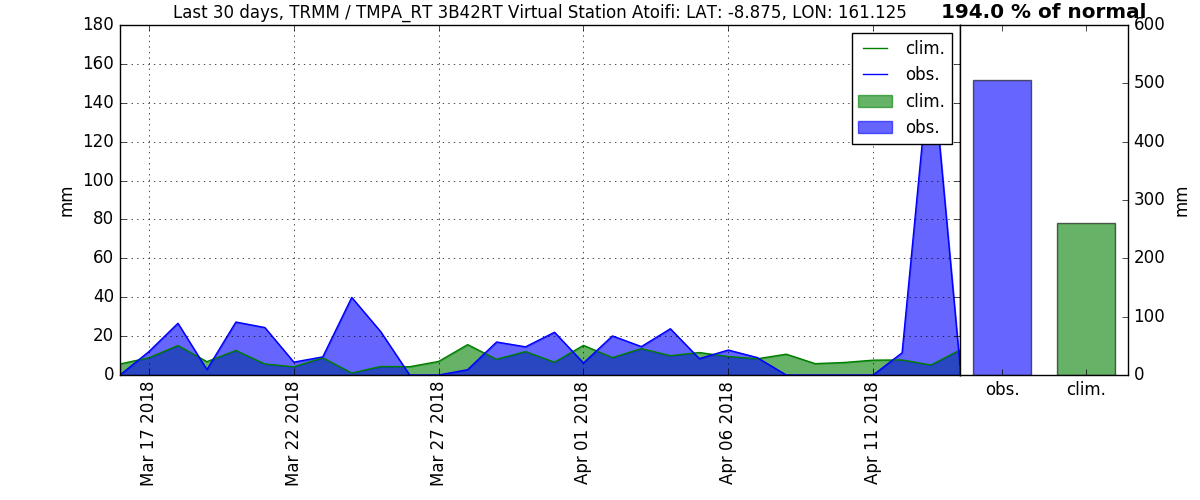 Last 30 days, TRMM / TMPA_RT 3B42RT Virtual Station Atoifi: LAT: -8.875, LON: 161.125
194.0 % of normal
180
160
140
120
100
80
60
40
20
0
mm
clim.
obs.
clim.
obs.
600
500
400
300
200
100
0
mm
Mar 17 2018
Mar 22 2018
Mar 27 2018
Apr 01 2018
Apr 06 2018
Apr 11 2018
obs.
clim.